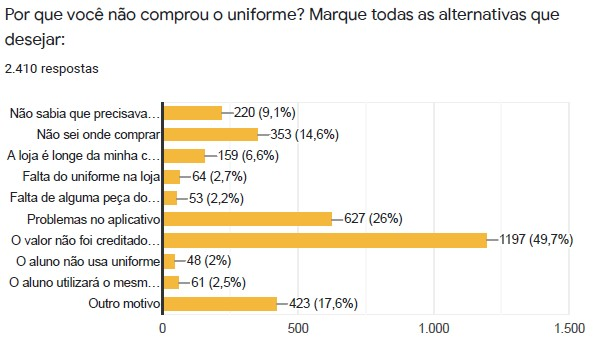 Por que você não comprou o uniforme? Marque todas as alternativas que
desejar:
2.410 respostas
Não sabia que precisava… 220 (9,1%)
Não sei onde comprar 353 (14,6%)
A loja é longe da minha c… 159 (6,6%)
Falta do uniforme na loja 64 (2,7%)
Falta de alguma peça do… 53 (2,2%)
Problemas no aplicativo 627 (26%)
O valor não foi creditado… 1197 (49,7%)
O aluno não usa uniforme 48 (2%)
O aluno utilizará o mesm… 61 (2,5%)
Outro motivo 423 (17,6%)
0 500 1.000 1.500